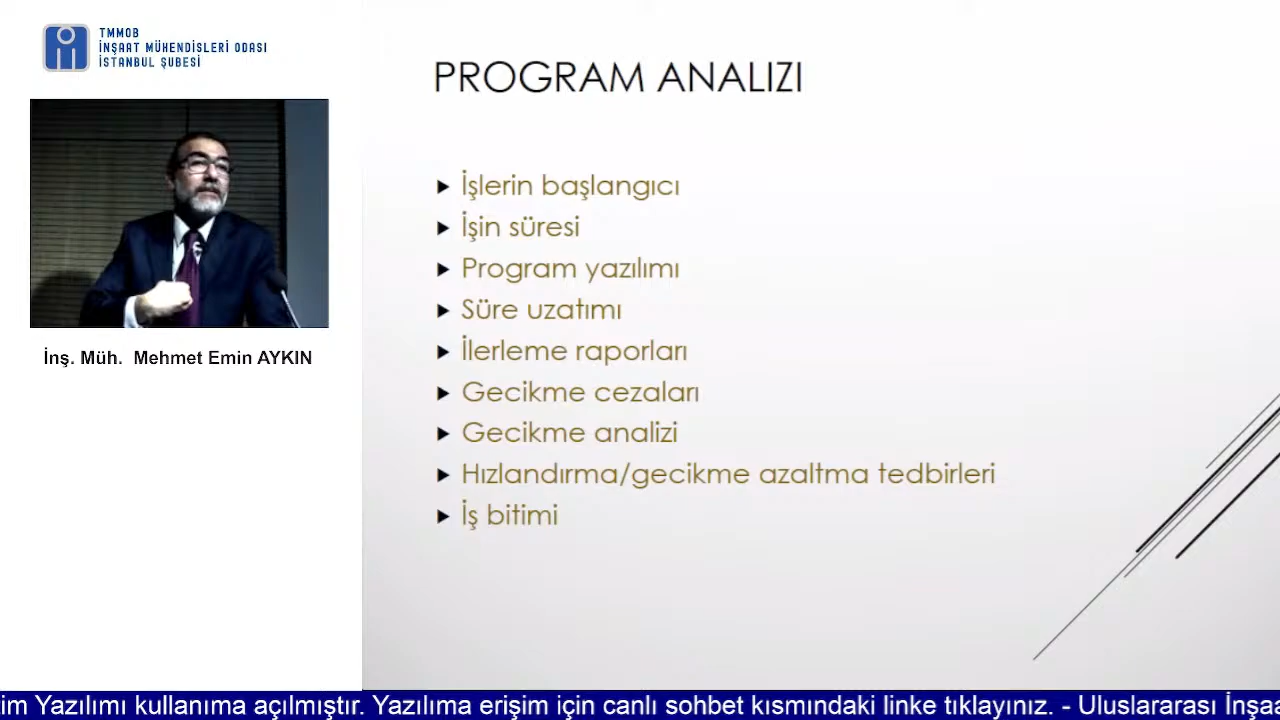 TMMOB
İNŞAAT MÜHENDİSLERİ ODASI
İSTANBUL ŞUBESİ
PROGRAM ANALIZI
İşlerin başlangıcı
İşin süresi
Program yazılımı
Süre uzatımı
İlerleme raporları
Gecikme cezaları
Gecikme analizi
Hızlandırma/gecikme azaltma tedbirleri
İş bitimi
İnş. Müh. Mehmet Emin AYKIN
Yazılımı kullanıma açılmıştır. Yazılıma erişim için canlı sohbet kısmındaki linke tıklayınız. - Uluslararası